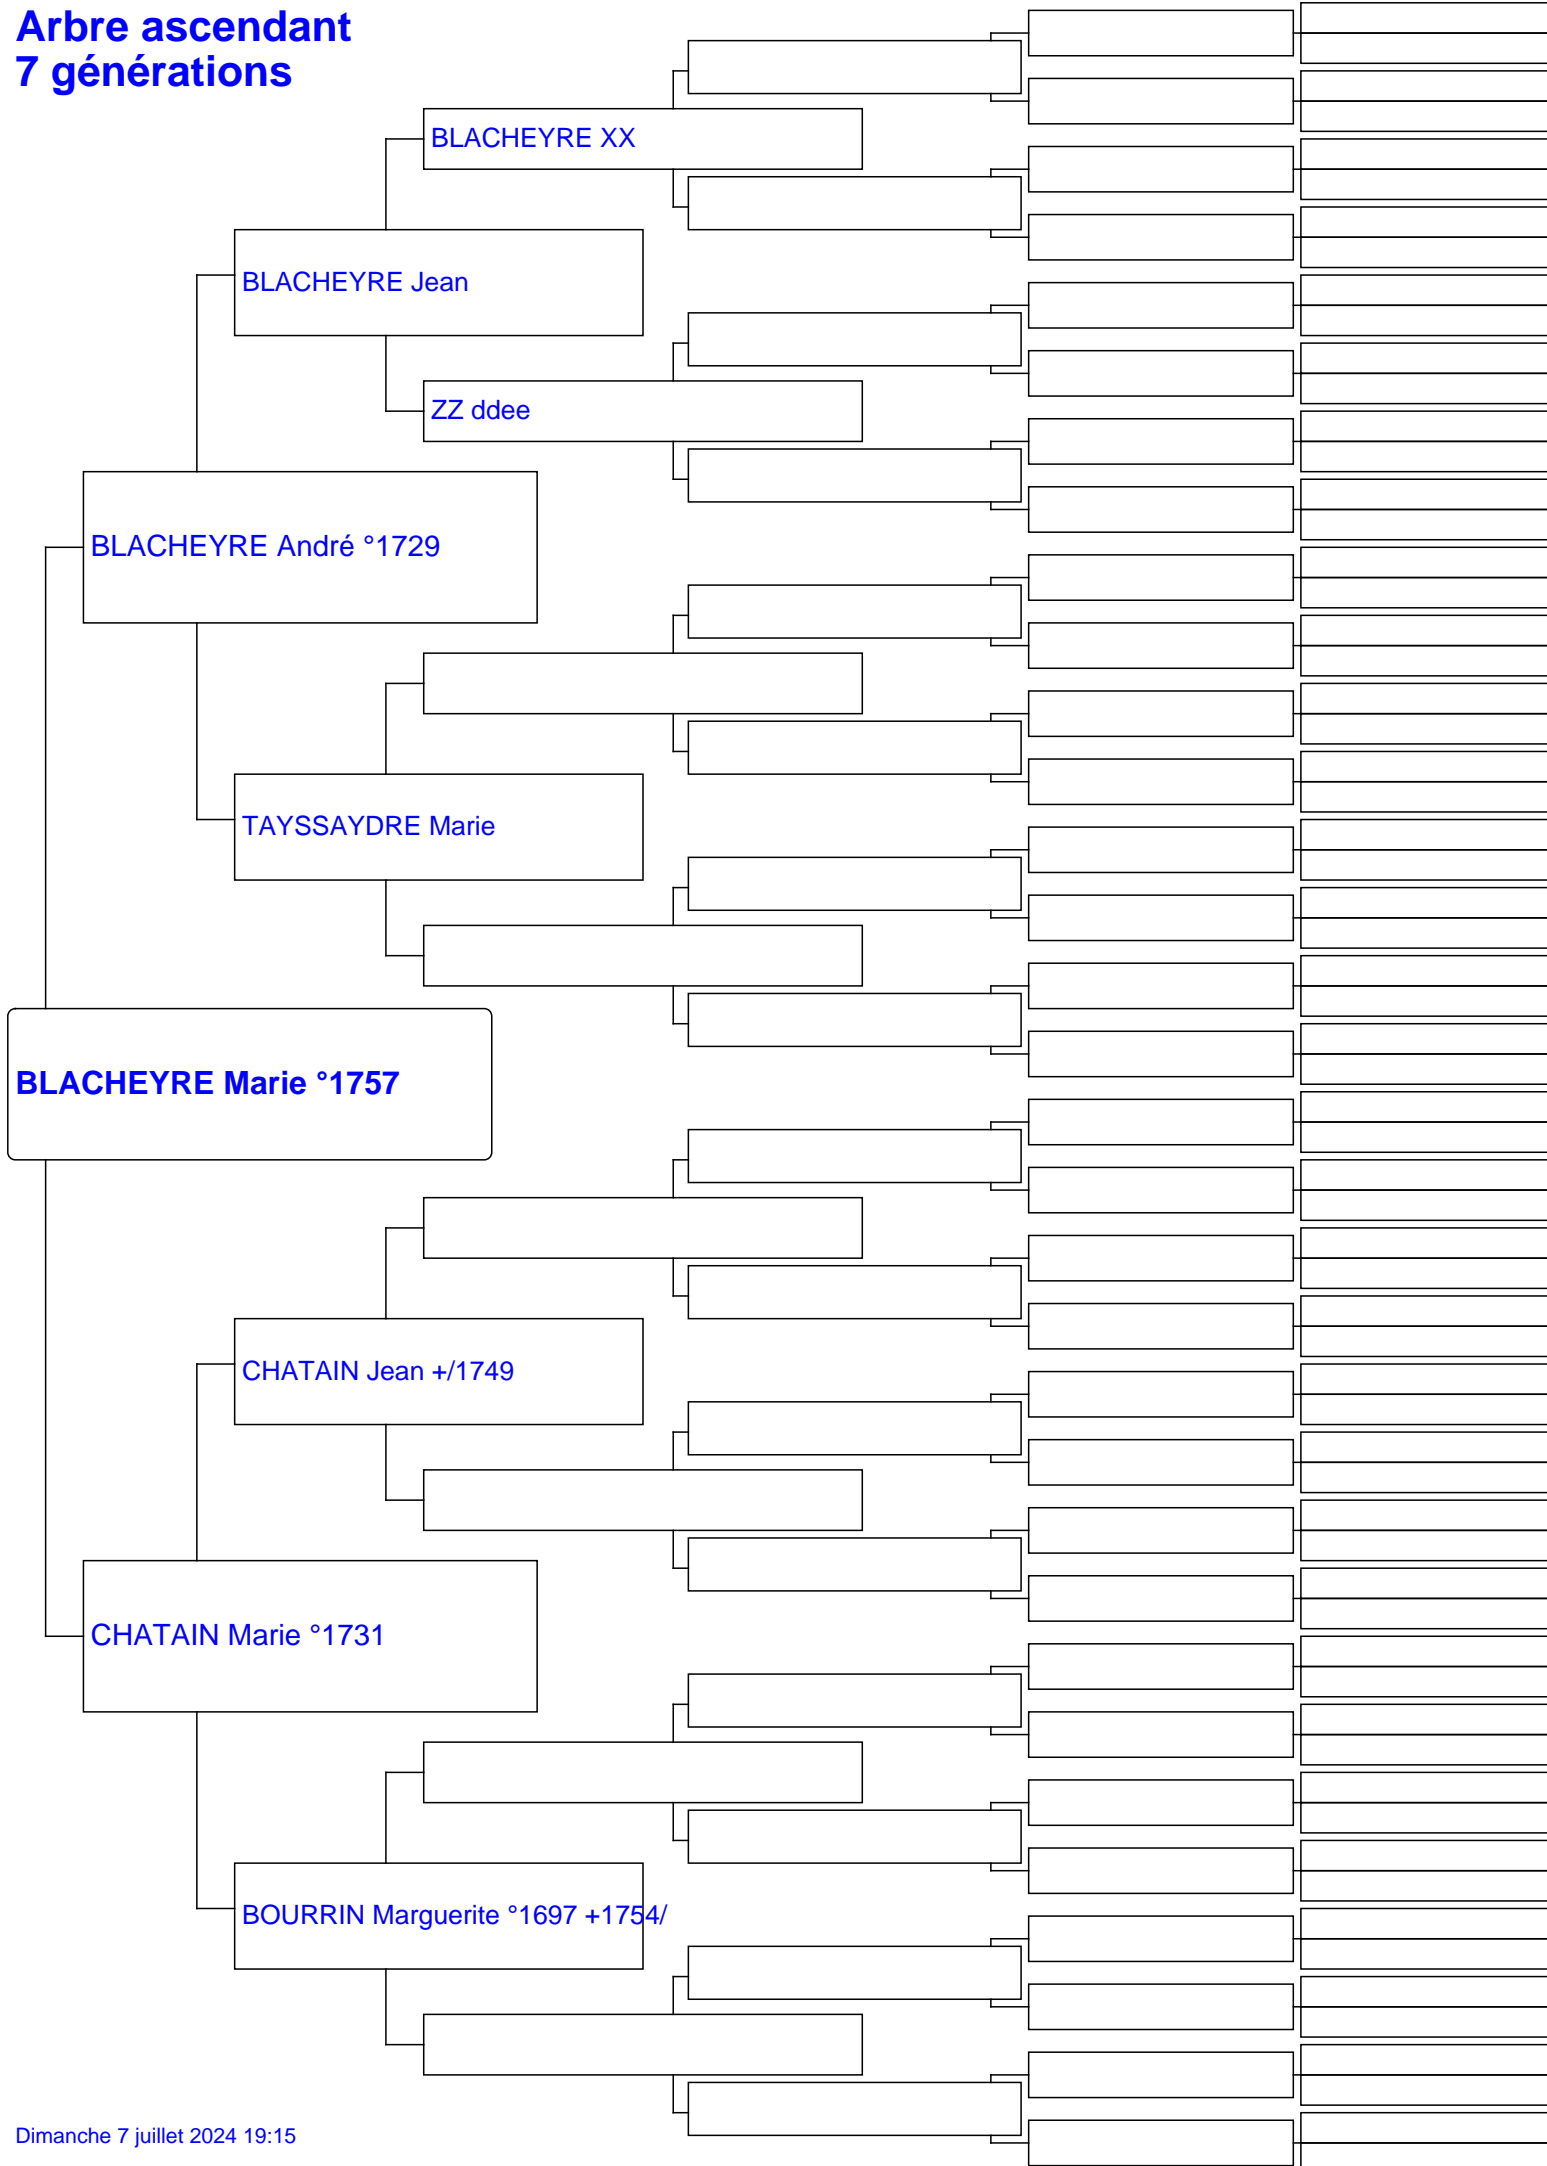 Arbre ascendant
7 générations
BLACHEYRE XX
BLACHEYRE Jean
ZZ ddee
BLACHEYRE André °1729
TAYSSAYDRE Marie
BLACHEYRE Marie °1757
CHATAIN Jean +/1749
CHATAIN Marie °1731
BOURRIN Marguerite °1697 +1754/
Dimanche 7 juillet 2024 19:15